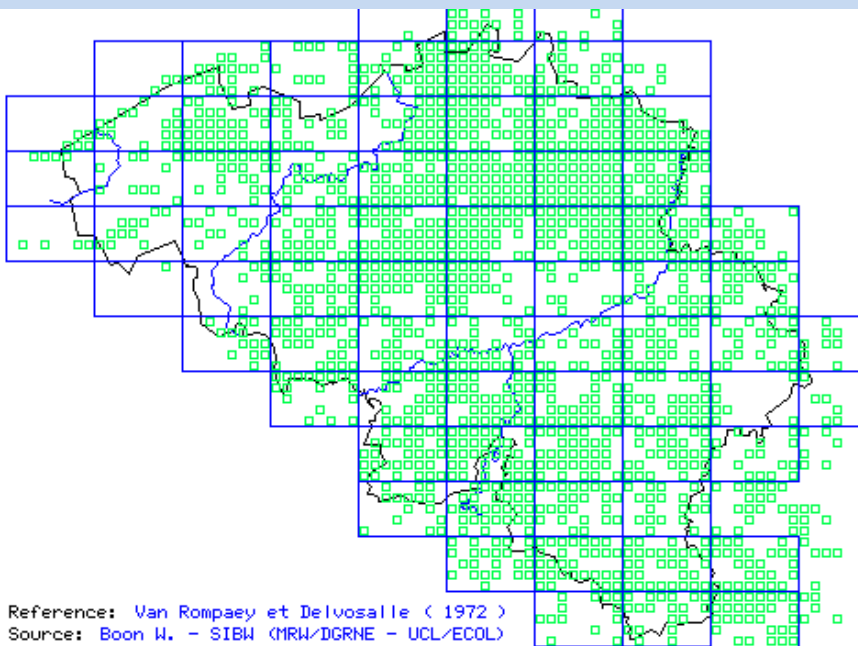 Reference: Van Rompaey et Delvosalle ( 1972 )
Source: Boon W. - SIBW (MRW/DGRNE - UCL/ECOL)